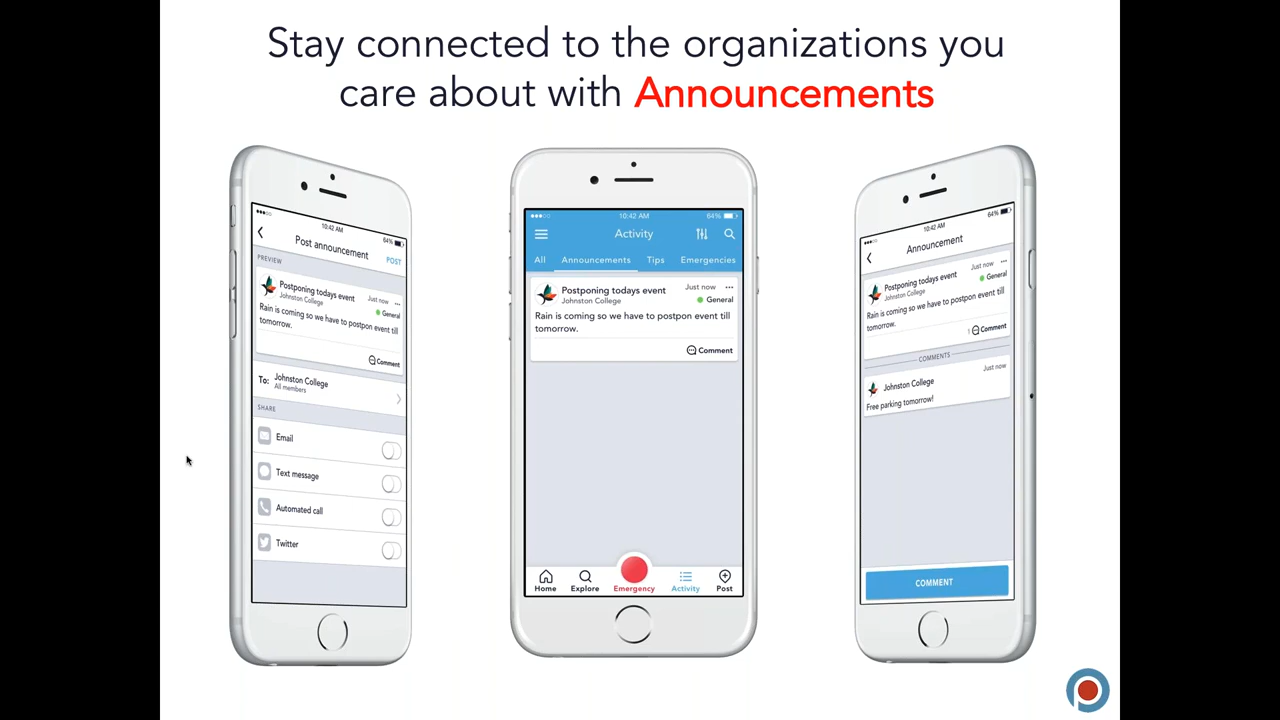 Stay connected to the organizations you
care about with Announcements
10:42 AM
64%
Post announcement
POST
PREVIEW
Postponing todays event
Just now
Johnston College
General
Rain is coming so we have to postpon event till
tomorrow.
Comment
To: Johnston College
All members
SHARE
Email
Text message
Automated call
Twitter
10:42 AM
64%
Activity
All Announcements Tips Emergencies
Postponing todays event
Just now
Johnston College
General
Rain is coming so we have to postpon event till
tomorrow.
Comment
Home Explore Emergency Activity Post
10:42 AM
64%
Announcement
Postponing todays event
Just now
Johnston College
General
Rain is coming so we have to postpon event till
tomorrow.
1 Comment
COMMENTS
Johnston College
Just now
Free parking tomorrow!
COMMENT